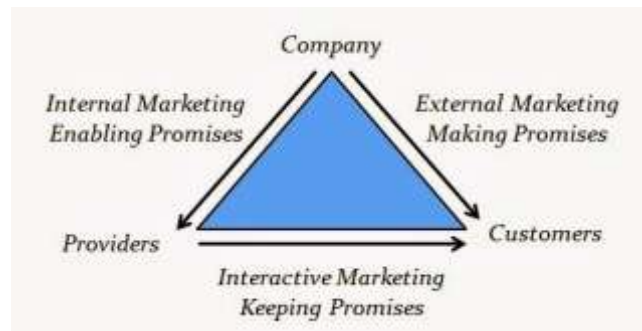 Company
Internal Marketing
Enabling Promises
External Marketing
Making Promises
Providers
Customers
Interactive Marketing
Keeping Promises